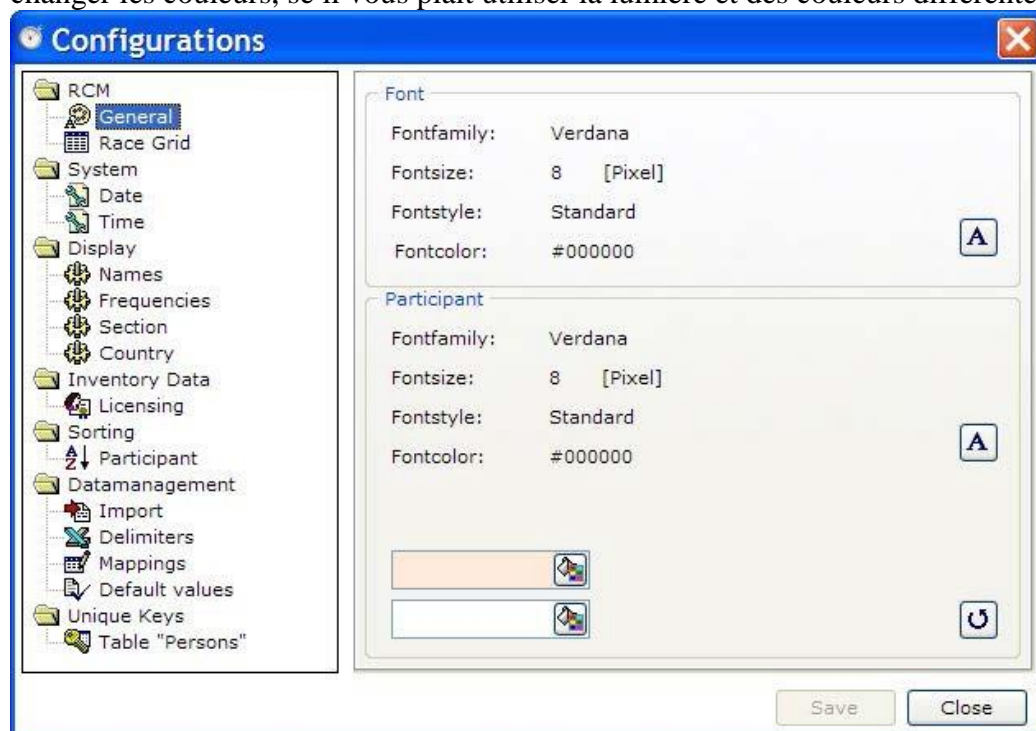 changer les couleurs, se il vous plaît utiliser la lumière et des couleurs différente
Configurations
RCM
General
Race Grid
System
Date
Time
Display
Names
Frequencies
Section
Country
Inventory Data
Licensing
Sorting
Participant
Datamanagement
Import
Delimiters
Mappings
Default values
Unique Keys
Table "Persons"
Font
Fontfamily: Verdana
Fontsize: 8 [Pixel]
Fontstyle: Standard
Fontcolor: #000000
A
Participant
Fontfamily: Verdana
Fontsize: 8 [Pixel]
Fontstyle: Standard
Fontcolor: #000000
A
Save Close